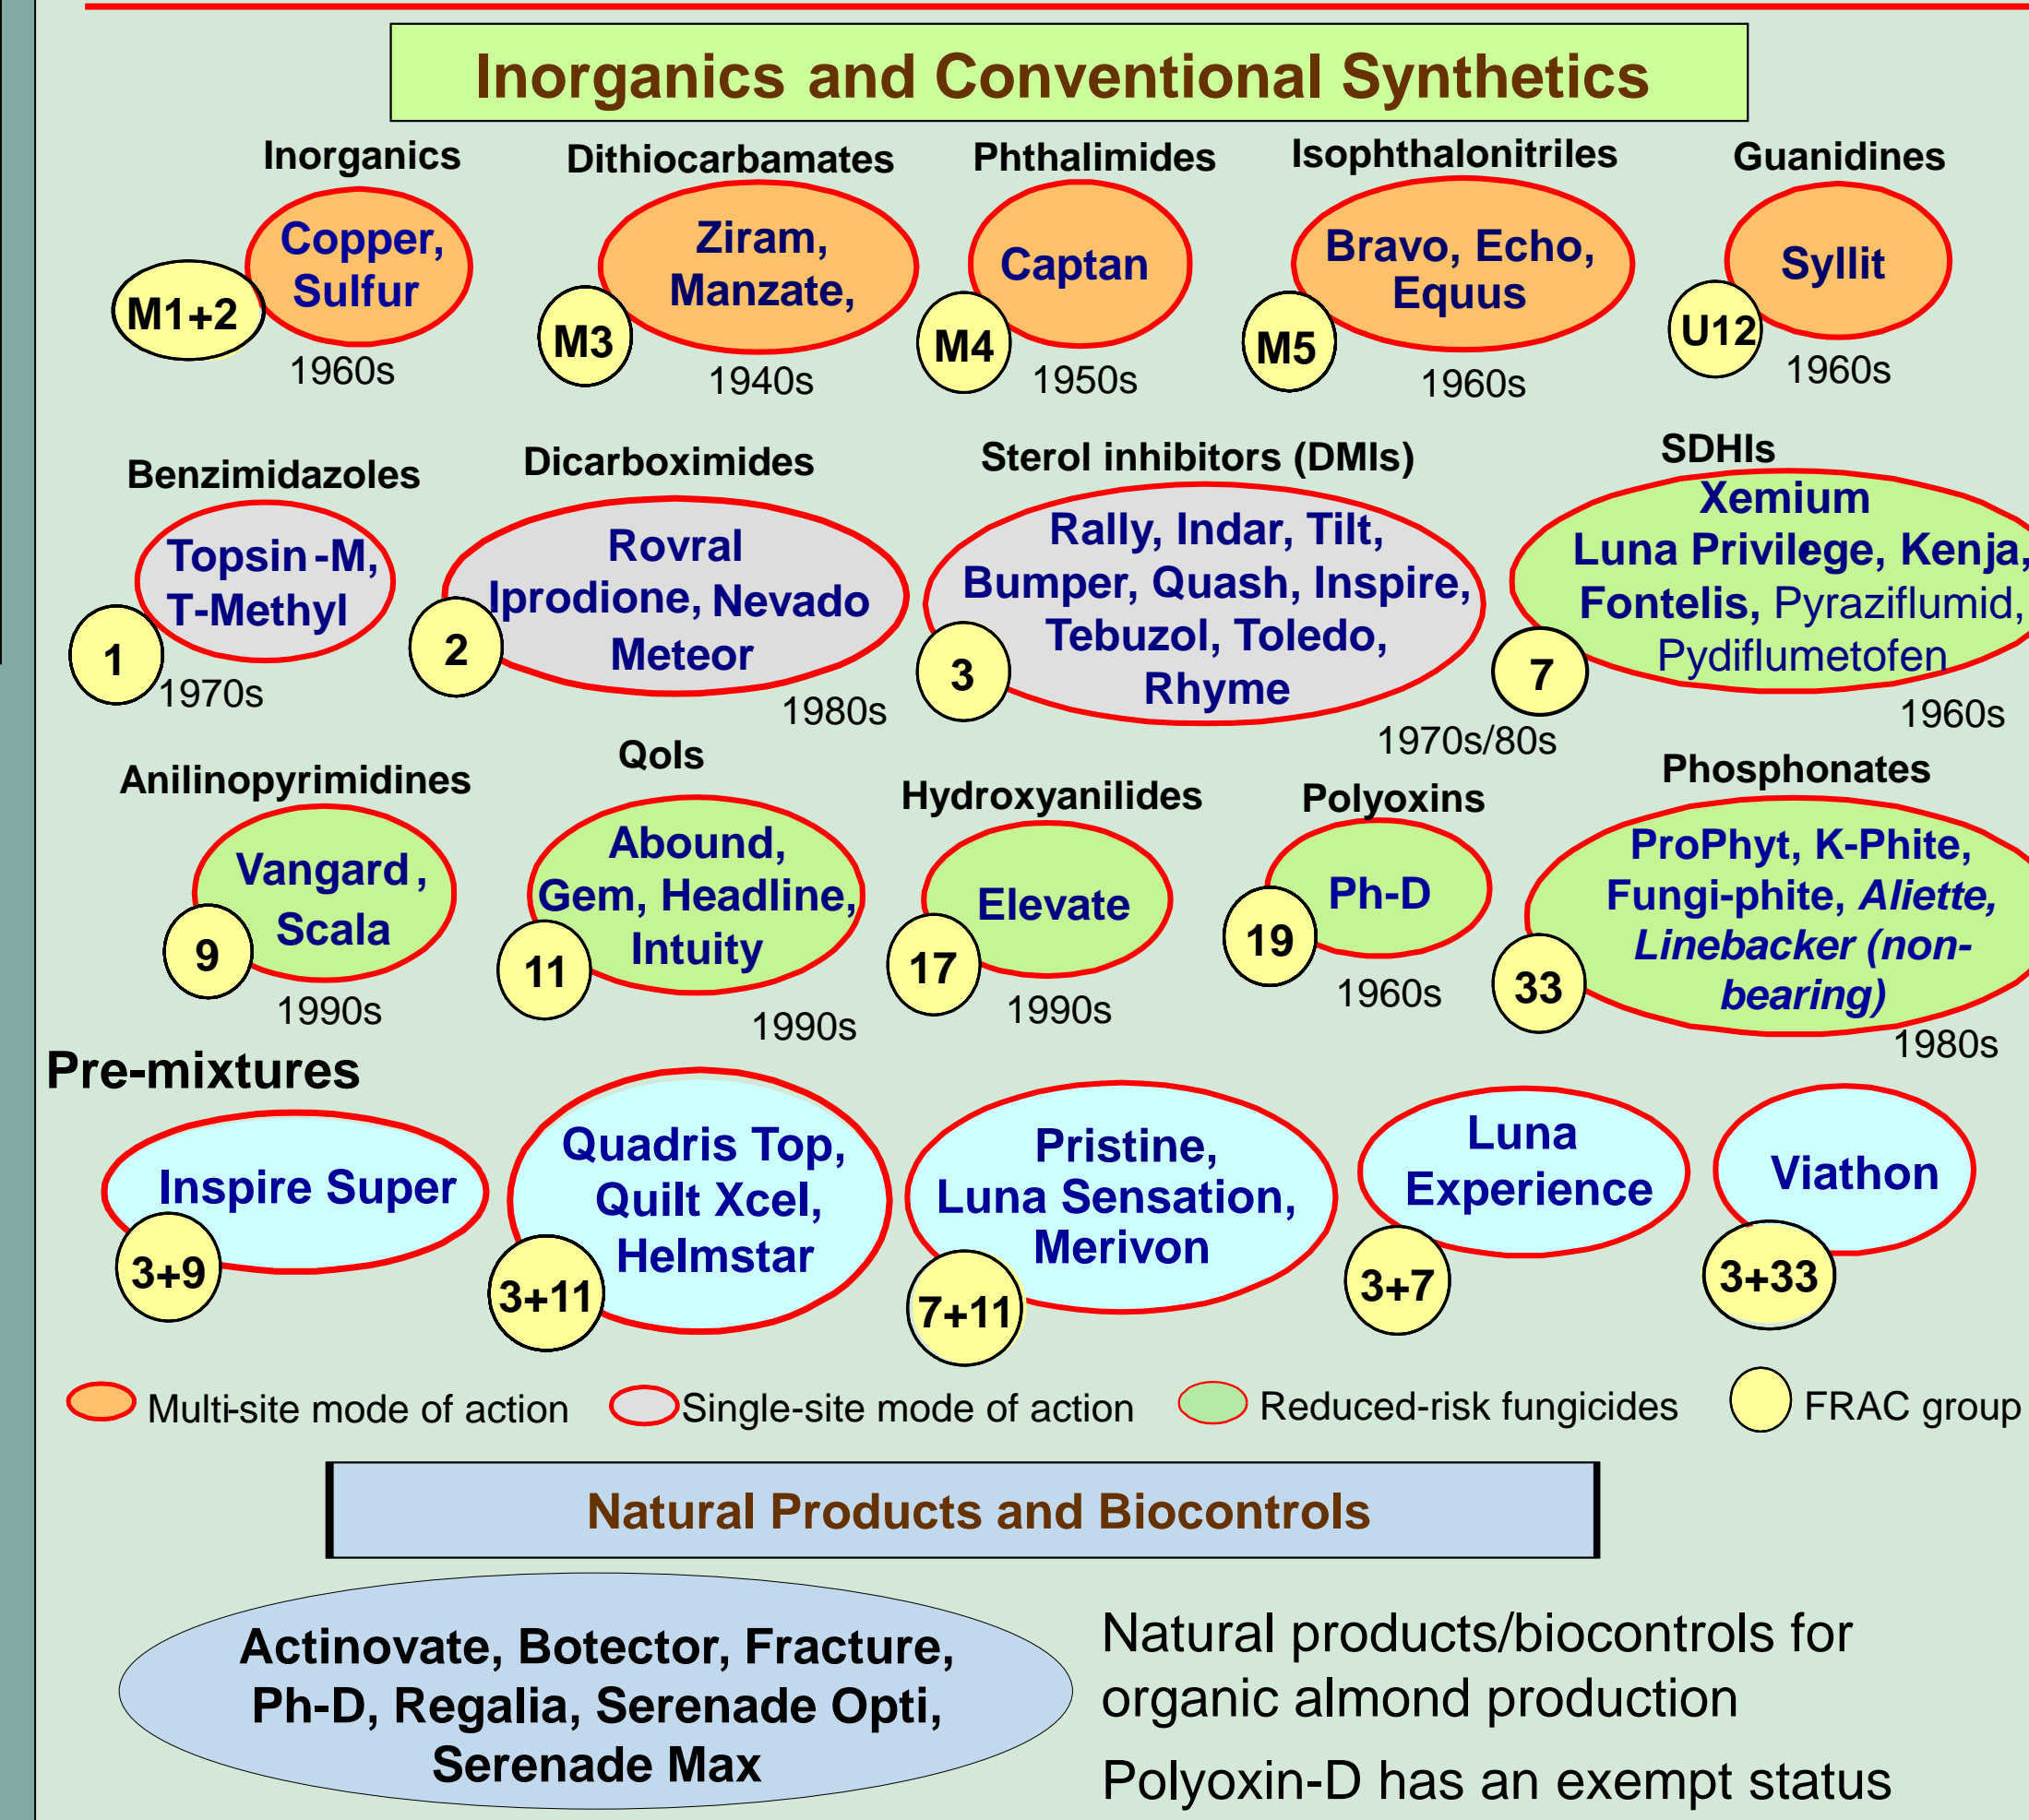 Inorganics and Conventional Synthetics
Inorganics
Copper,
Sulfur
M1+2
1960s
Dithiocarbamates
Ziram,
Manzate,
M3
1940s
Phthalimides
Captan
M4
1950s
Isophthalonitriles
Bravo, Echo,
Equus
M5
1960s
Guanidines
Syllit
U12
1960s
Benzimidazoles
Topsin-M,
T-Methyl
1
1970s
Dicarboximides
Rovral
Iprodione, Nevado
Meteor
2
1980s
Sterol inhibitors (DMIs)
Rally, Indar, Tilt,
Bumper, Quash, Inspire,
Tebuzol, Toledo,
Rhyme
3
1970s/80s
SDHIs
Xemium
Luna Privilege, Kenja,
Fontelis, Pyraziflumid,
Pydiflumetofen
7
1960s
Anilinopyrimidines
Vangard,
Scala
9
1990s
QoIs
Abound,
Gem, Headline,
Intuity
11
1990s
Hydroxyanilides
Elevate
17
1990s
Polyoxins
Ph-D
19
1960s
Phosphonates
ProPhyt, K-Phite,
Fungi-phite, Aliette,
Linebacker (non-
bearing)
33
1980s
Pre-mixtures
Inspire Super
3+9
Quadris Top,
Quilt Xcel,
Helmstar
3+11
Pristine,
Luna Sensation,
Merivon
7+11
Luna
Experience
3+7
Viathon
3+33
Multi-site mode of action
Single-site mode of action
Reduced-risk fungicides
FRAC group
Natural Products and Biocontrols
Actinovate, Botector, Fracture,
Ph-D, Regalia, Serenade Opti,
Serenade Max
Natural products/biocontrols for
organic almond production
Polyoxin-D has an exempt status